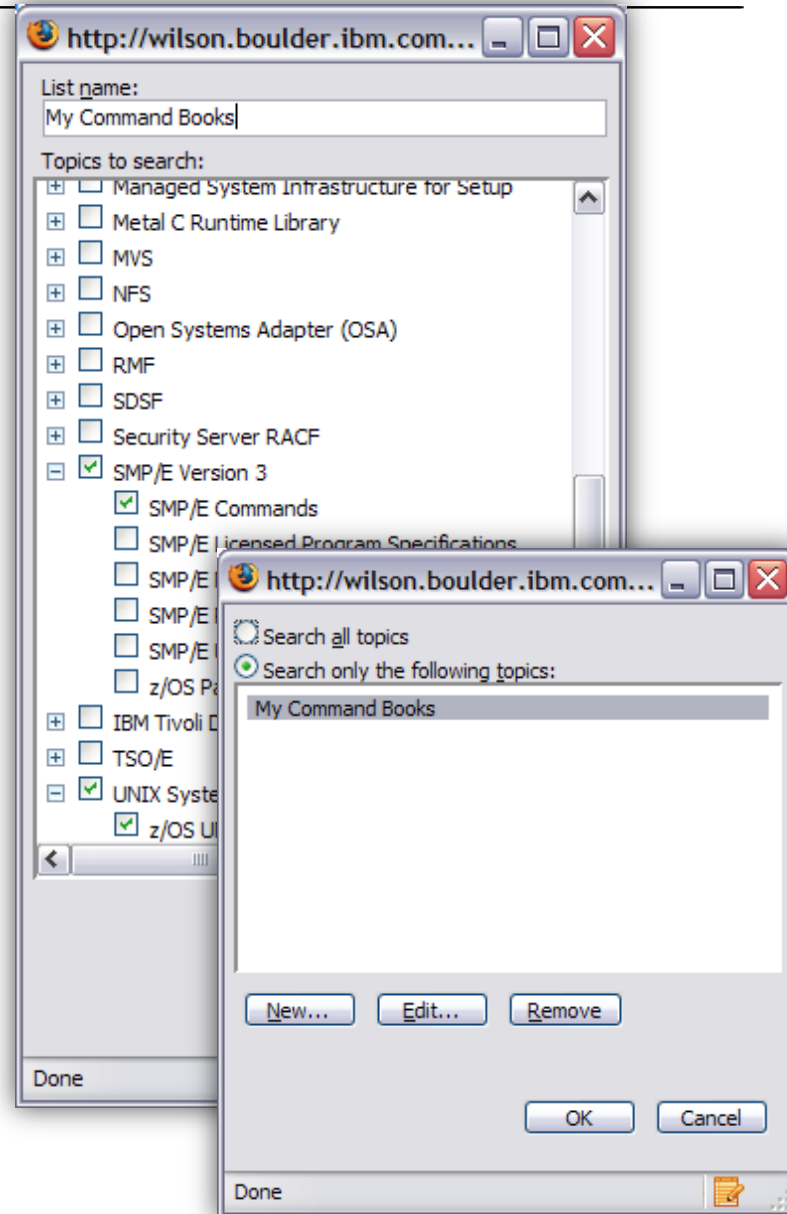 http://wilson.boulder.ibm.com...
List name:
My Command Books
Topics to search:
Managed System Infrastructure for Setup
Metal C Runtime Library
MVS
NFS
Open Systems Adapter (OSA)
RMF
SDSF
Security Server RACF
SMP/E Version 3
SMP/E Commands
SMP/E Licensed Program Specifications
SMP/E
SMP/E
SMP/E
z/OS
IBM Tivoli
TSO/E
UNIX
z/OS
Done
http://wilson.boulder.ibm.com...
Search all topics
Search only the following topics:
My Command Books
New... Edit... Remove
OK Cancel
Done